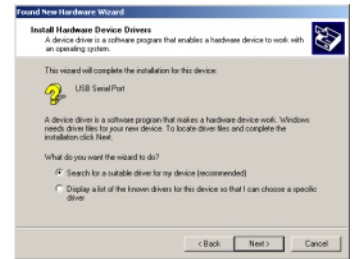 Found New Hardware Wizard
Install Hardware Device Drivers
A device driver is a software program that enables a hardware device to work with
an operating system.
This wizard will complete the installation for this device:
USB Serial Port
A device driver is a software program that makes a hardware device work. Windows
needs driver files for your new device. To locate driver files and complete the
installation click Next.
What do you want the wizard to do?
Search for a suitable driver for my device (recommended)
Display a list of the known drivers for this device so that I can choose a specific
driver
< Back Next > Cancel